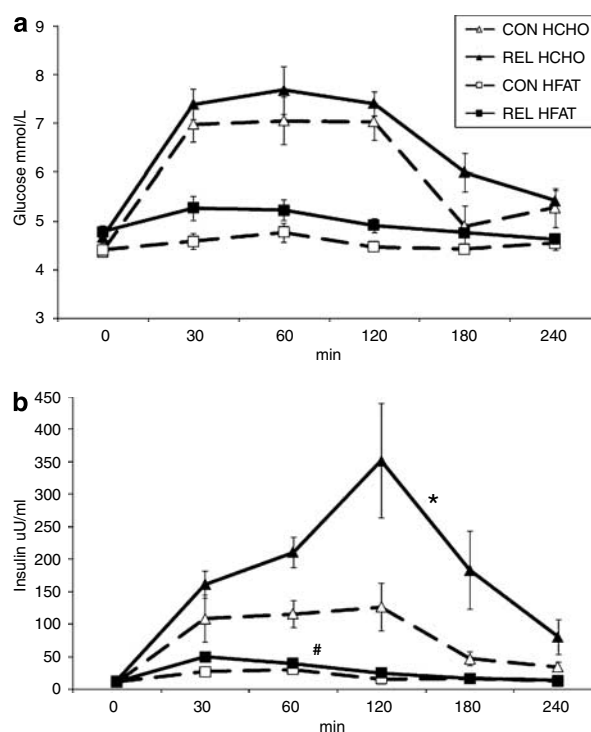 a
9
8
7
6
5
4
3
Glucose mmol/L
0 30 60 120 180 240
min
CON HCHO
REL HCHO
CON HFAT
REL HFAT
b
450
400
350
300
250
200
150
100
50
0
Insulin uU/ml
*
#
0 30 60 120 180 240
min